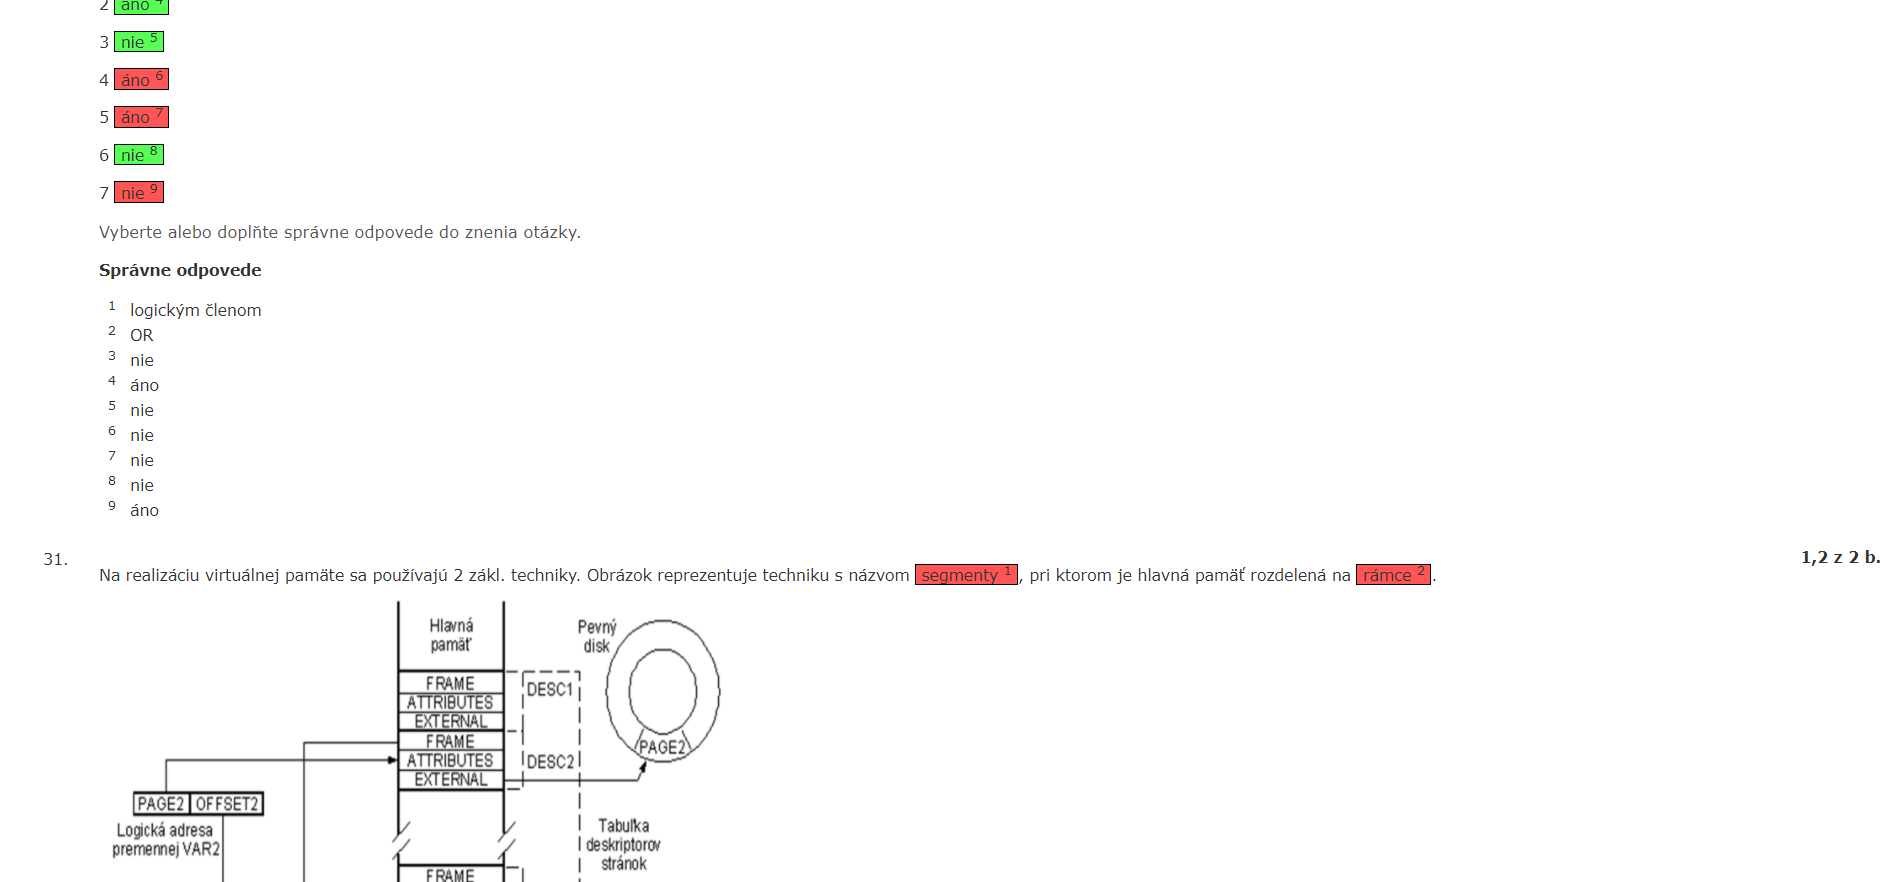 2 áno 4
3 nie 5
4 áno 6
5 áno 7
6 nie 8
7 nie 9
Vyberte alebo doplňte správne odpovede do znenia otázky.
Správne odpovede
1 logickým členom
2 OR
3 nie
4 áno
5 nie
6 nie
7 nie
8 nie
9 áno
31.
1,2 z 2 b.
Na realizáciu virtuálnej pamäte sa používajú 2 zákl. techniky. Obrázok reprezentuje techniku s názvom segmenty 1, pri ktorom je hlavná pamäť rozdelená na rámce 2.
Hlavná
pamäť
Pevný
disk
FRAME
ATTRIBUTES
EXTERNAL
DESC1
FRAME
ATTRIBUTES
EXTERNAL
DESC2
PAGE2
PAGE2 OFFSET2
Logická adresa
premennej VAR2
Tabuľka
deskriptorov
stránok
FRAME